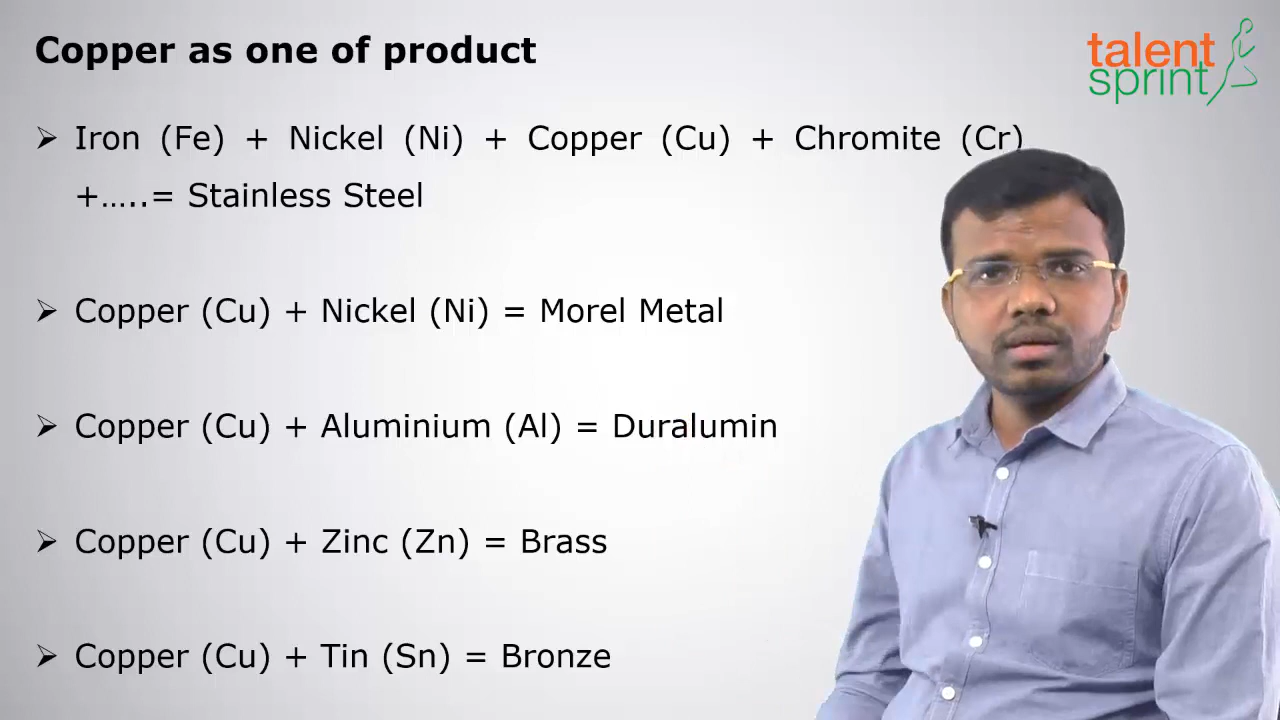 Copper as one of product
talent
sprint
➢ Iron (Fe) + Nickel (Ni) + Copper (Cu) + Chromite (Cr)
+…..= Stainless Steel
➢ Copper (Cu) + Nickel (Ni) = Morel Metal
➢ Copper (Cu) + Aluminium (Al) = Duralumin
➢ Copper (Cu) + Zinc (Zn) = Brass
➢ Copper (Cu) + Tin (Sn) = Bronze